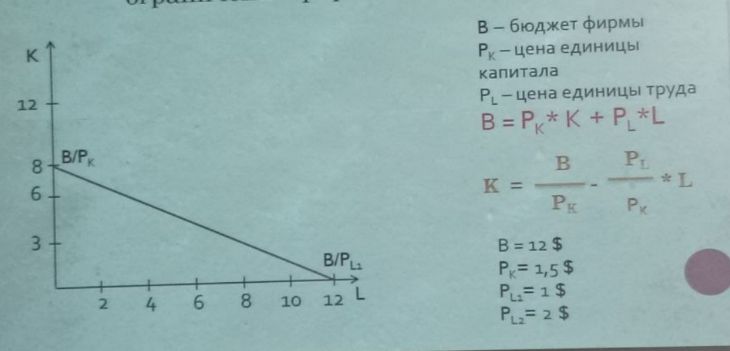 K
12
8
B/P_K
6
3
B/P_L1
2 4 6 8 10 12 L
B – бюджет фирмы
P_K – цена единицы
капитала
P_L – цена единицы труда
B = P_K * K + P_L * L
K = B/P_K - P_L/P_K * L
B = 12 $
P_K = 1,5 $
P_L1 = 1 $
P_L2 = 2 $